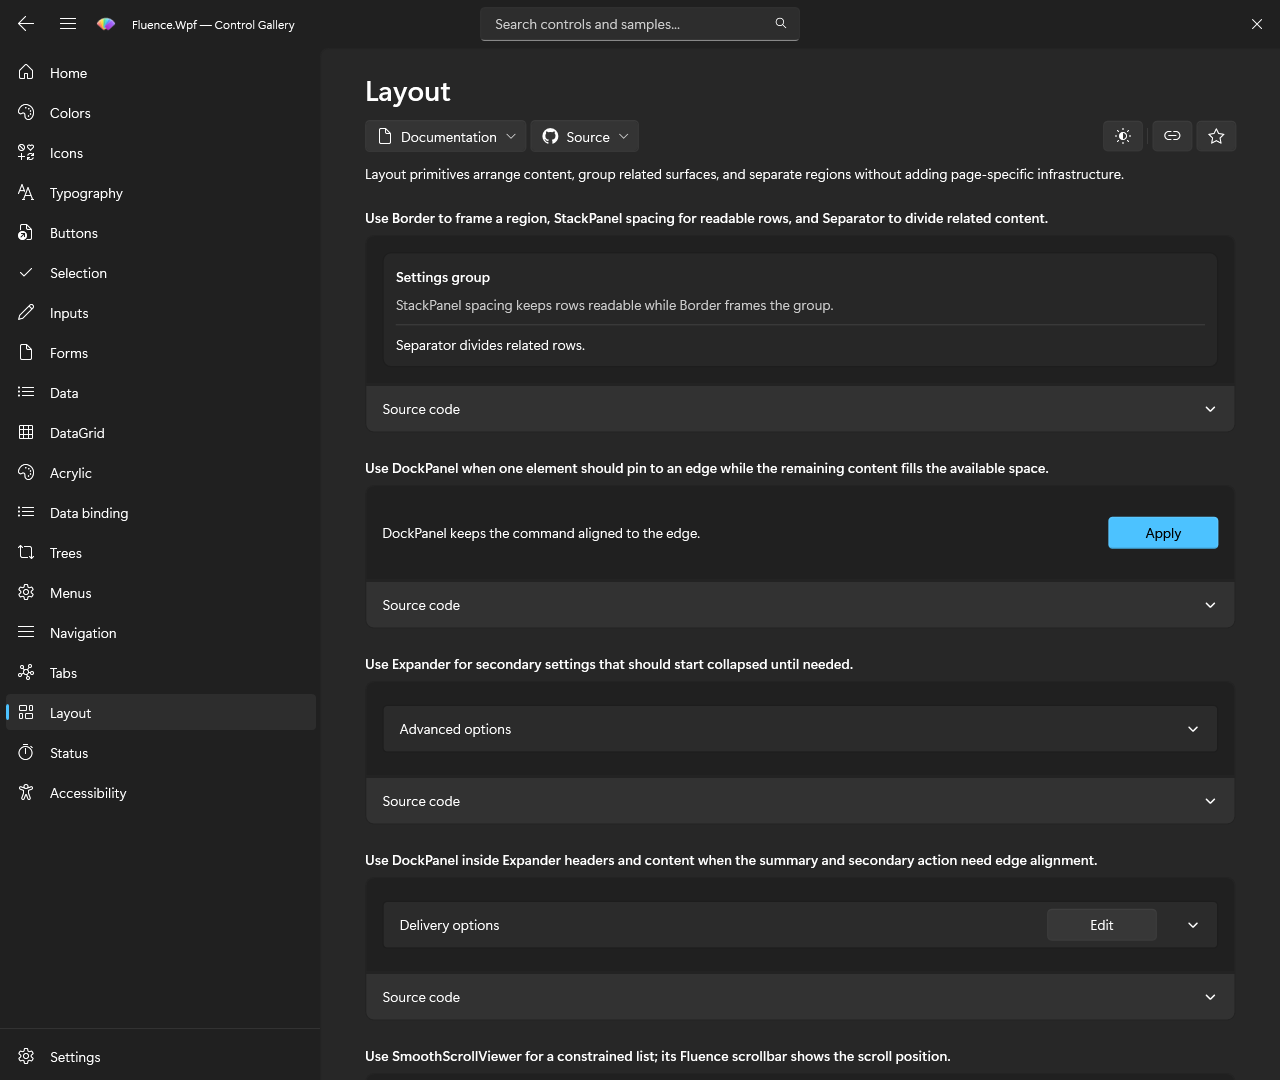 Fluence.Wpf — Control Gallery
Search controls and samples...
Home
Colors
Icons
Typography
Buttons
Selection
Inputs
Forms
Data
DataGrid
Acrylic
Data binding
Trees
Menus
Navigation
Tabs
Layout
Status
Accessibility
Settings
Layout
Documentation
Source
Layout primitives arrange content, group related surfaces, and separate regions without adding page-specific infrastructure.
Use Border to frame a region, StackPanel spacing for readable rows, and Separator to divide related content.
Settings group
StackPanel spacing keeps rows readable while Border frames the group.
Separator divides related rows.
Source code
Use DockPanel when one element should pin to an edge while the remaining content fills the available space.
DockPanel keeps the command aligned to the edge.
Apply
Source code
Use Expander for secondary settings that should start collapsed until needed.
Advanced options
Source code
Use DockPanel inside Expander headers and content when the summary and secondary action need edge alignment.
Delivery options
Edit
Source code
Use SmoothScrollViewer for a constrained list; its Fluence scrollbar shows the scroll position.